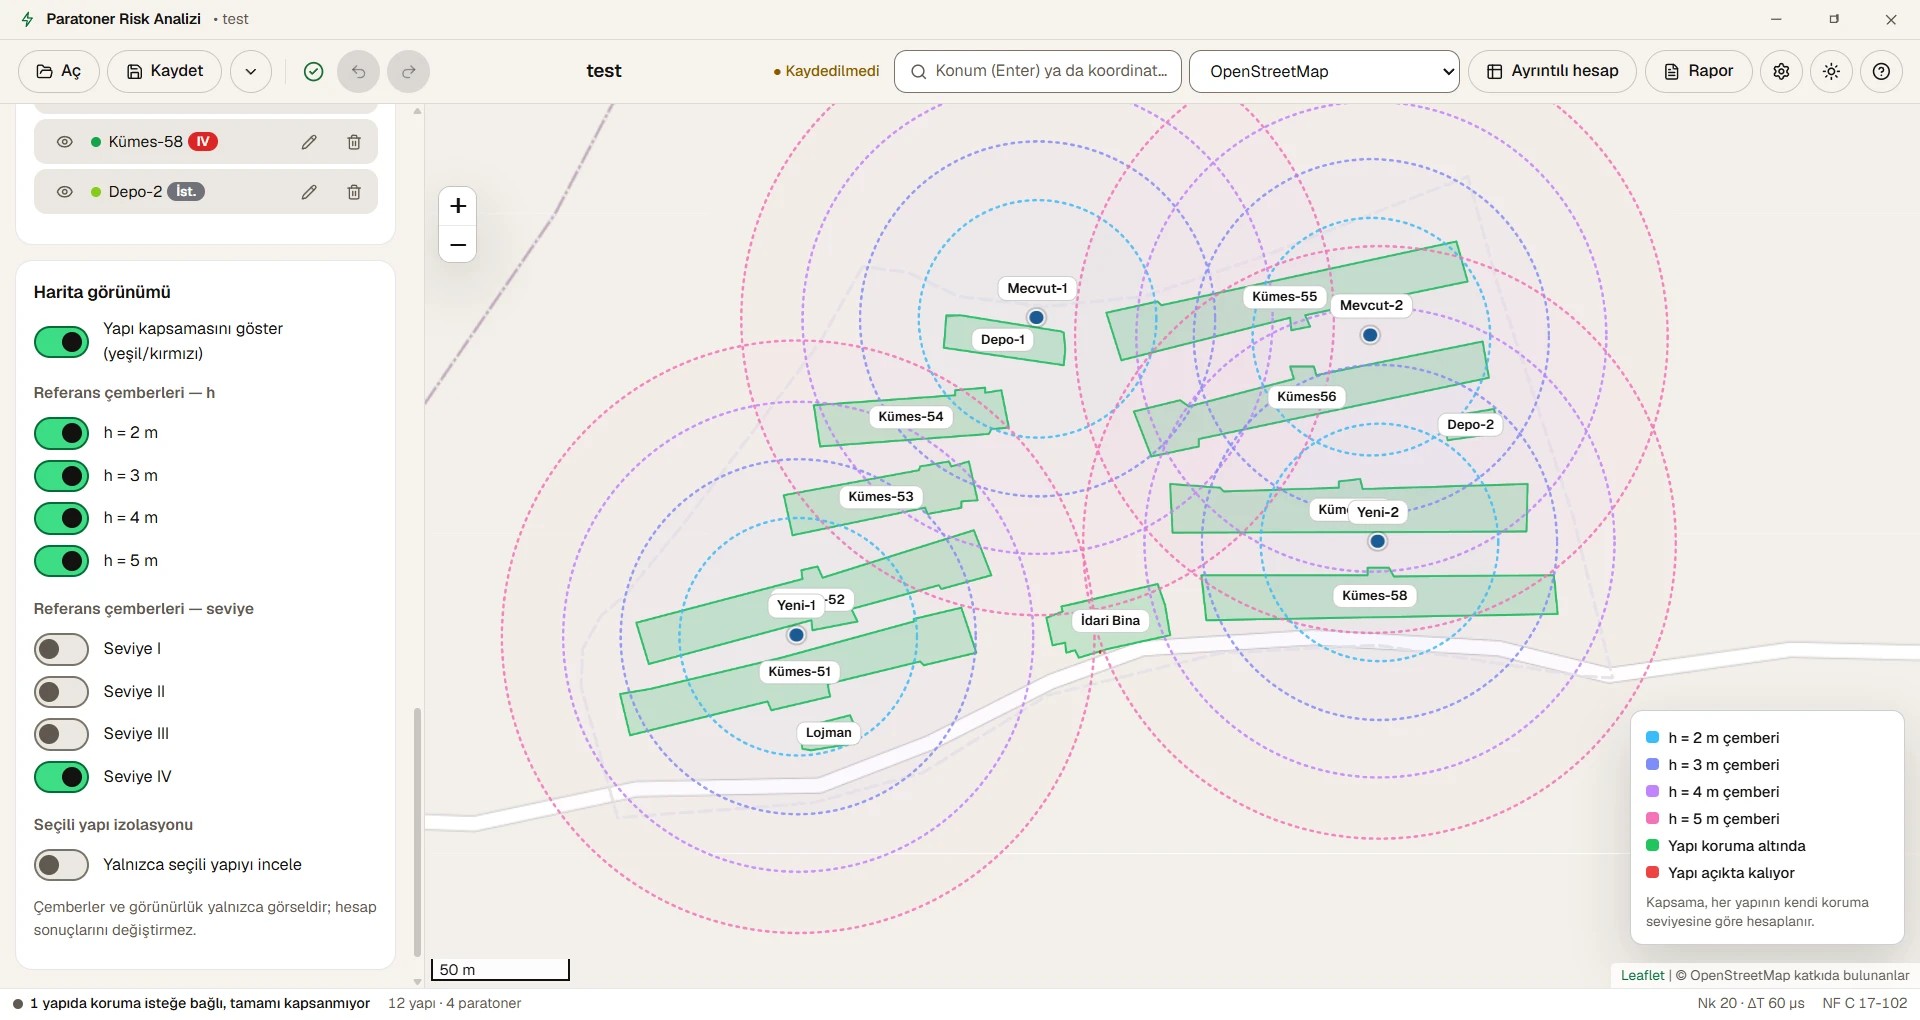 Paratoner Risk Analizi • test
Aç
Kaydet
test
• Kaydedilmedi
Konum (Enter) ya da koordinat...
OpenStreetMap
Ayrıntılı hesap
Rapor
Kümes-58 IV
Depo-2 İst.
Harita görünümü
Yapı kapsamasını göster
(yeşil/kırmızı)
Referans çemberleri — h
h = 2 m
h = 3 m
h = 4 m
h = 5 m
Referans çemberleri — seviye
Seviye I
Seviye II
Seviye III
Seviye IV
Seçili yapı izolasyonu
Yalnızca seçili yapıyı incele
Çemberler ve görünürlük yalnızca görseldir; hesap
sonuçlarını değiştirmez.
+
−
Mecvut-1
Depo-1
Kümes-55
Mevcut-2
Kümes56
Kümes-54
Depo-2
Kümes-53
Küm
Yeni-2
Yeni-1
-52
Kümes-58
İdari Bina
Kümes-51
Lojman
h = 2 m çemberi
h = 3 m çemberi
h = 4 m çemberi
h = 5 m çemberi
Yapı koruma altında
Yapı açıkta kalıyor
Kapsama, her yapının kendi koruma
seviyesine göre hesaplanır.
50 m
Leaflet | © OpenStreetMap katkıda bulunanlar
1 yapıda koruma isteğe bağlı, tamamı kapsanmıyor
12 yapı · 4 paratoner
Nk 20 · ΔT 60 µs
NF C 17-102